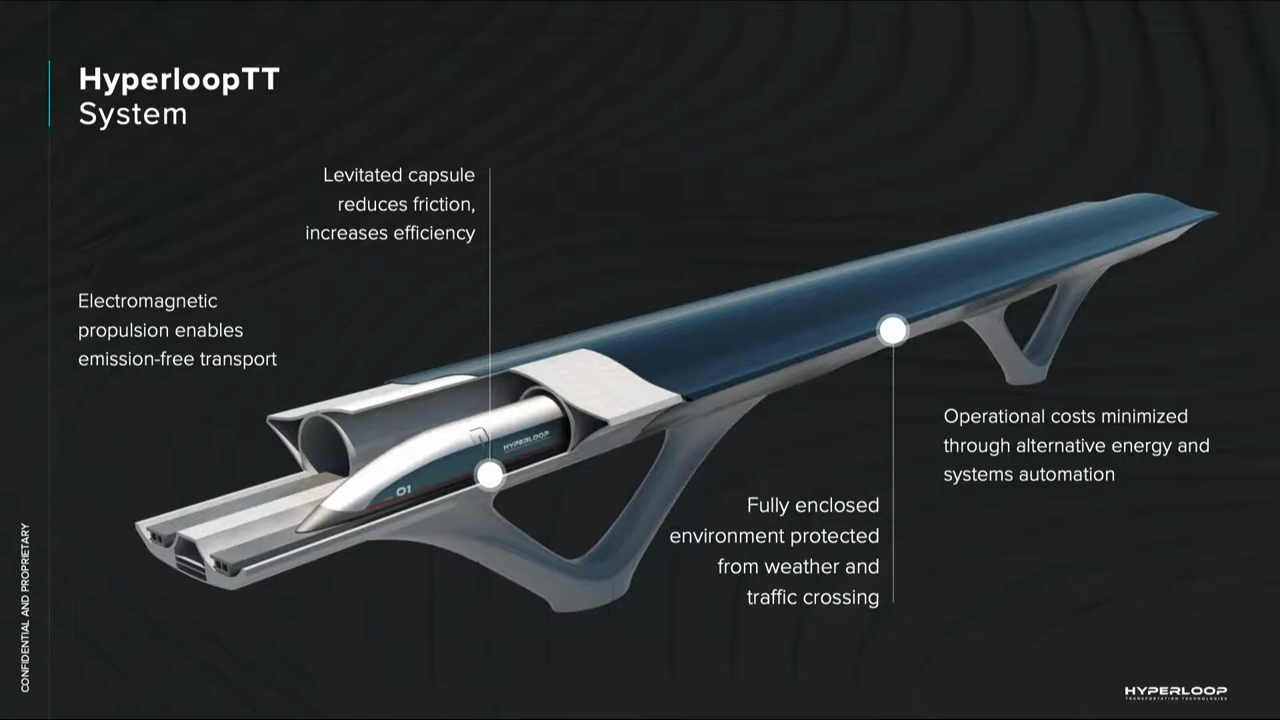 HyperloopTT
System
Levitated capsule
reduces friction,
increases efficiency
Electromagnetic
propulsion enables
emission-free transport
HYPERLOOP
01
Operational costs minimized
through alternative energy and
systems automation
Fully enclosed
environment protected
from weather and
traffic crossing
CONFIDENTIAL AND PROPRIETARY
HYPERLOOP
TRANSPORTATION TECHNOLOGIES